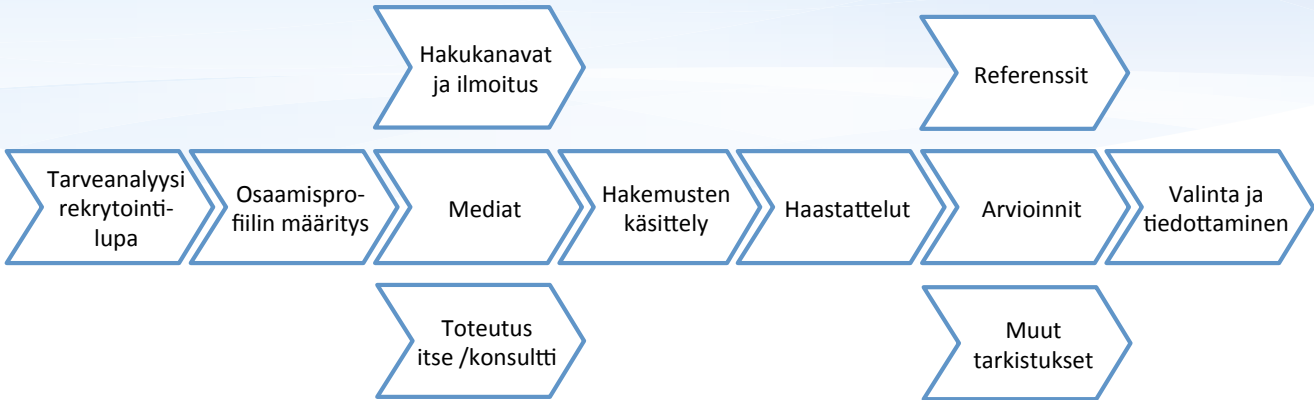 Hakukanavat
ja ilmoitus
Referenssit
Tarveanalyysi
rekrytointi-
lupa
Osaamispro-
fiilin määritys
Mediat
Hakemusten
käsittely
Haastattelut
Arvioinnit
Valinta ja
tiedottaminen
Toteutus
itse /konsultti
Muut
tarkistukset